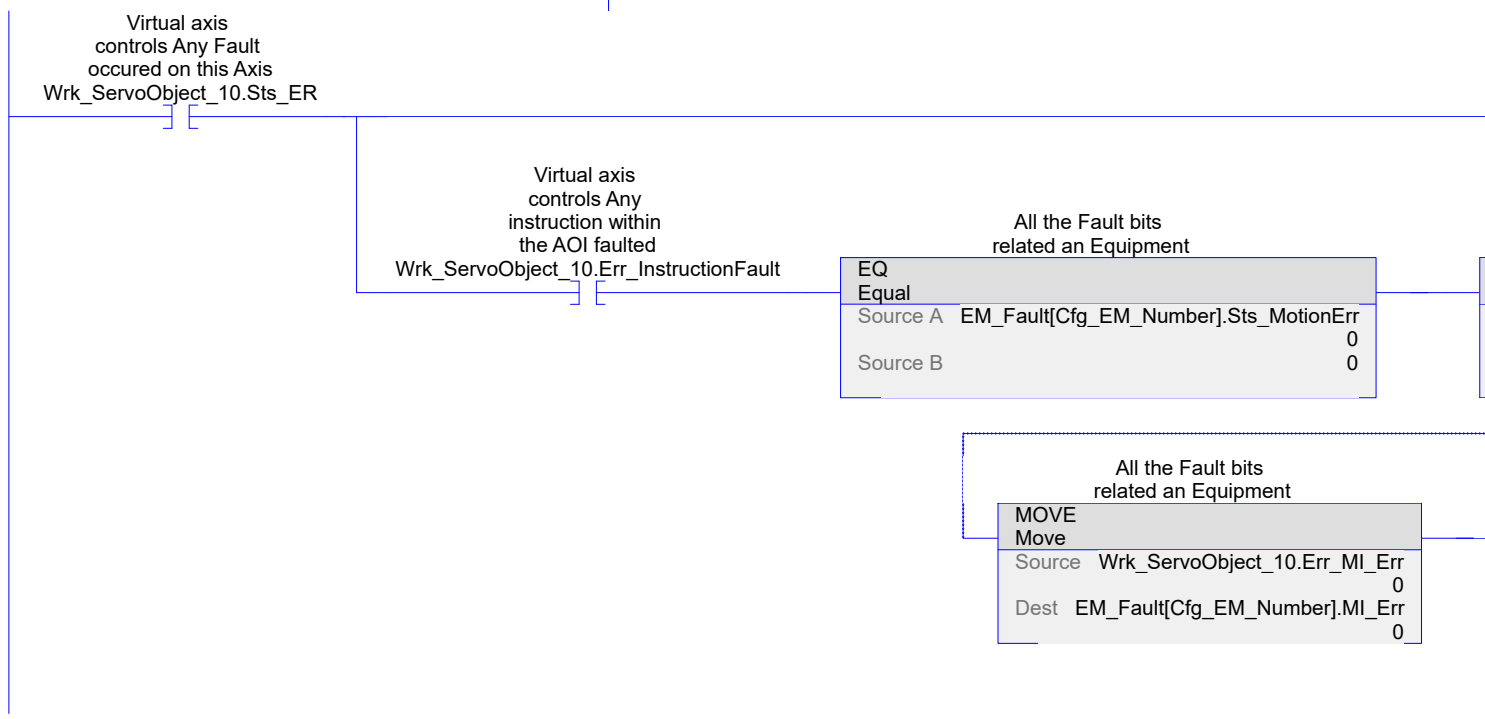 Virtual axis
controls Any Fault
occured on this Axis
Wrk_ServoObject_10.Sts_ER
Virtual axis
controls Any
instruction within
the AOI faulted
Wrk_ServoObject_10.Err_InstructionFault
All the Fault bits
related an Equipment
EQ
Equal
Source A EM_Fault[Cfg_EM_Number].Sts_MotionErr
0
Source B 0
All the Fault bits
related an Equipment
MOVE
Move
Source Wrk_ServoObject_10.Err_MI_Err
0
Dest EM_Fault[Cfg_EM_Number].MI_Err
0